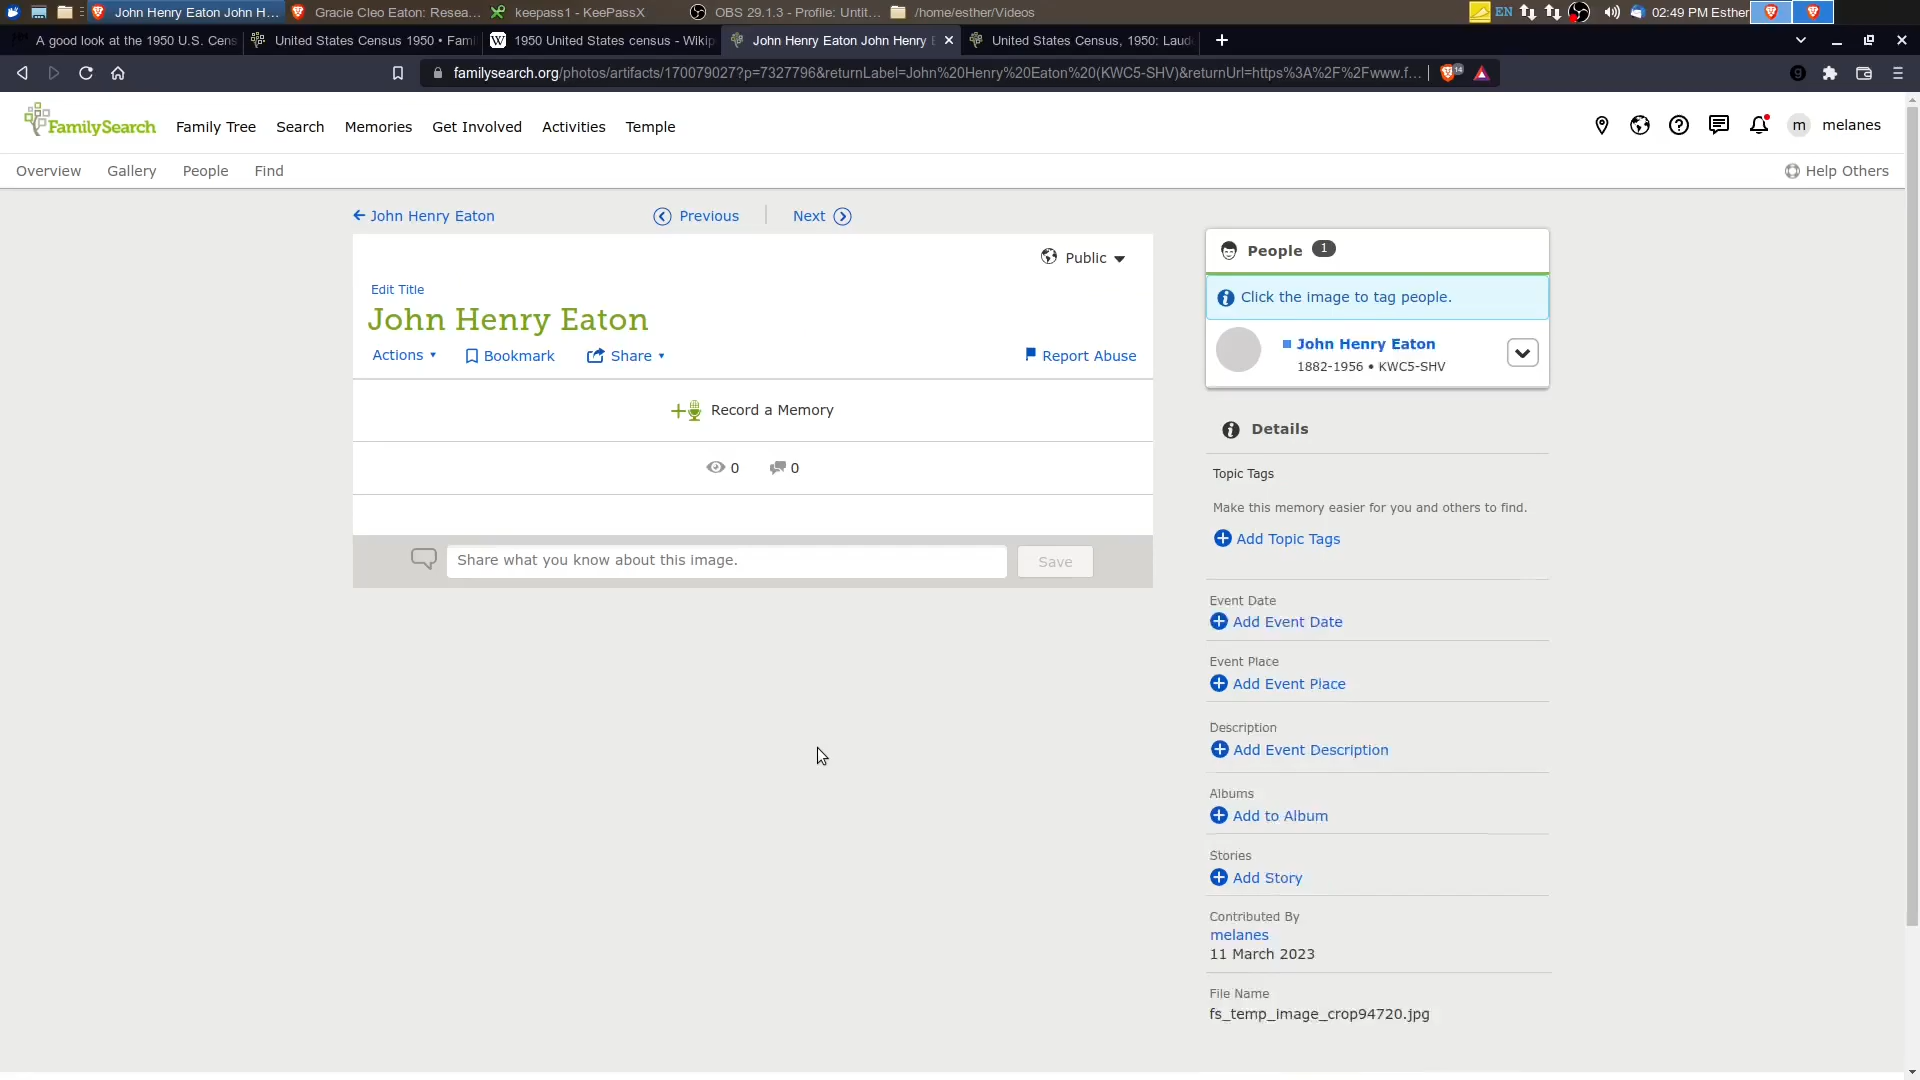 John Henry Eaton John H...
Gracie Cleo Eaton: Resea...
keepass1 - KeePassX
OBS 29.1.3 - Profile: Untit...
/home/esther/Videos
EN
02:49 PM Esther
A good look at the 1950 U.S. Cens
United States Census 1950 • Fami
W 1950 United States census - Wikip
John Henry Eaton John Henry E
United States Census, 1950: Laud
familysearch.org/photos/artifacts/170079027?p=7327796&returnLabel=John%20Henry%20Eaton%20(KWC5-SHV)&returnUrl=https%3A%2F%2Fwww.f...
14
FamilySearch
Family Tree
Search
Memories
Get Involved
Activities
Temple
m melanes
Overview
Gallery
People
Find
Help Others
John Henry Eaton
Previous
Next
Public
Edit Title
John Henry Eaton
Actions
Bookmark
Share
Report Abuse
Record a Memory
0
0
Share what you know about this image.
Save
People 1
Click the image to tag people.
John Henry Eaton
1882-1956 • KWC5-SHV
Details
Topic Tags
Make this memory easier for you and others to find.
Add Topic Tags
Event Date
Add Event Date
Event Place
Add Event Place
Description
Add Event Description
Albums
Add to Album
Stories
Add Story
Contributed By
melanes
11 March 2023
File Name
fs_temp_image_crop94720.jpg